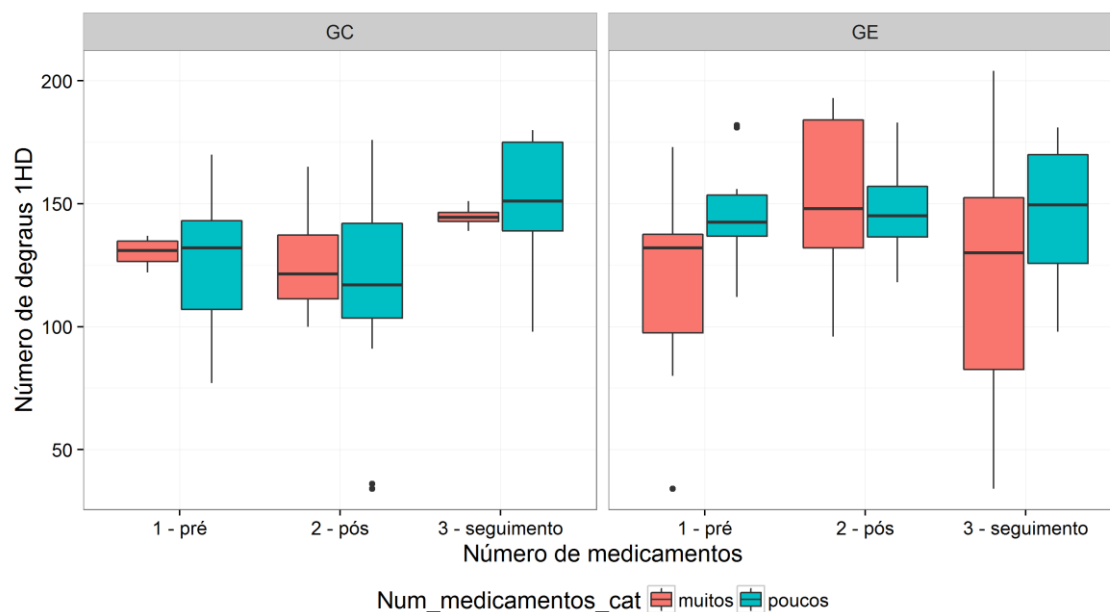 GC GE
Número de degraus 1HD
200
150
100
50
1 - pré 2 - pós 3 - seguimento 1 - pré 2 - pós 3 - seguimento
Número de medicamentos
Num_medicamentos_cat muitos poucos